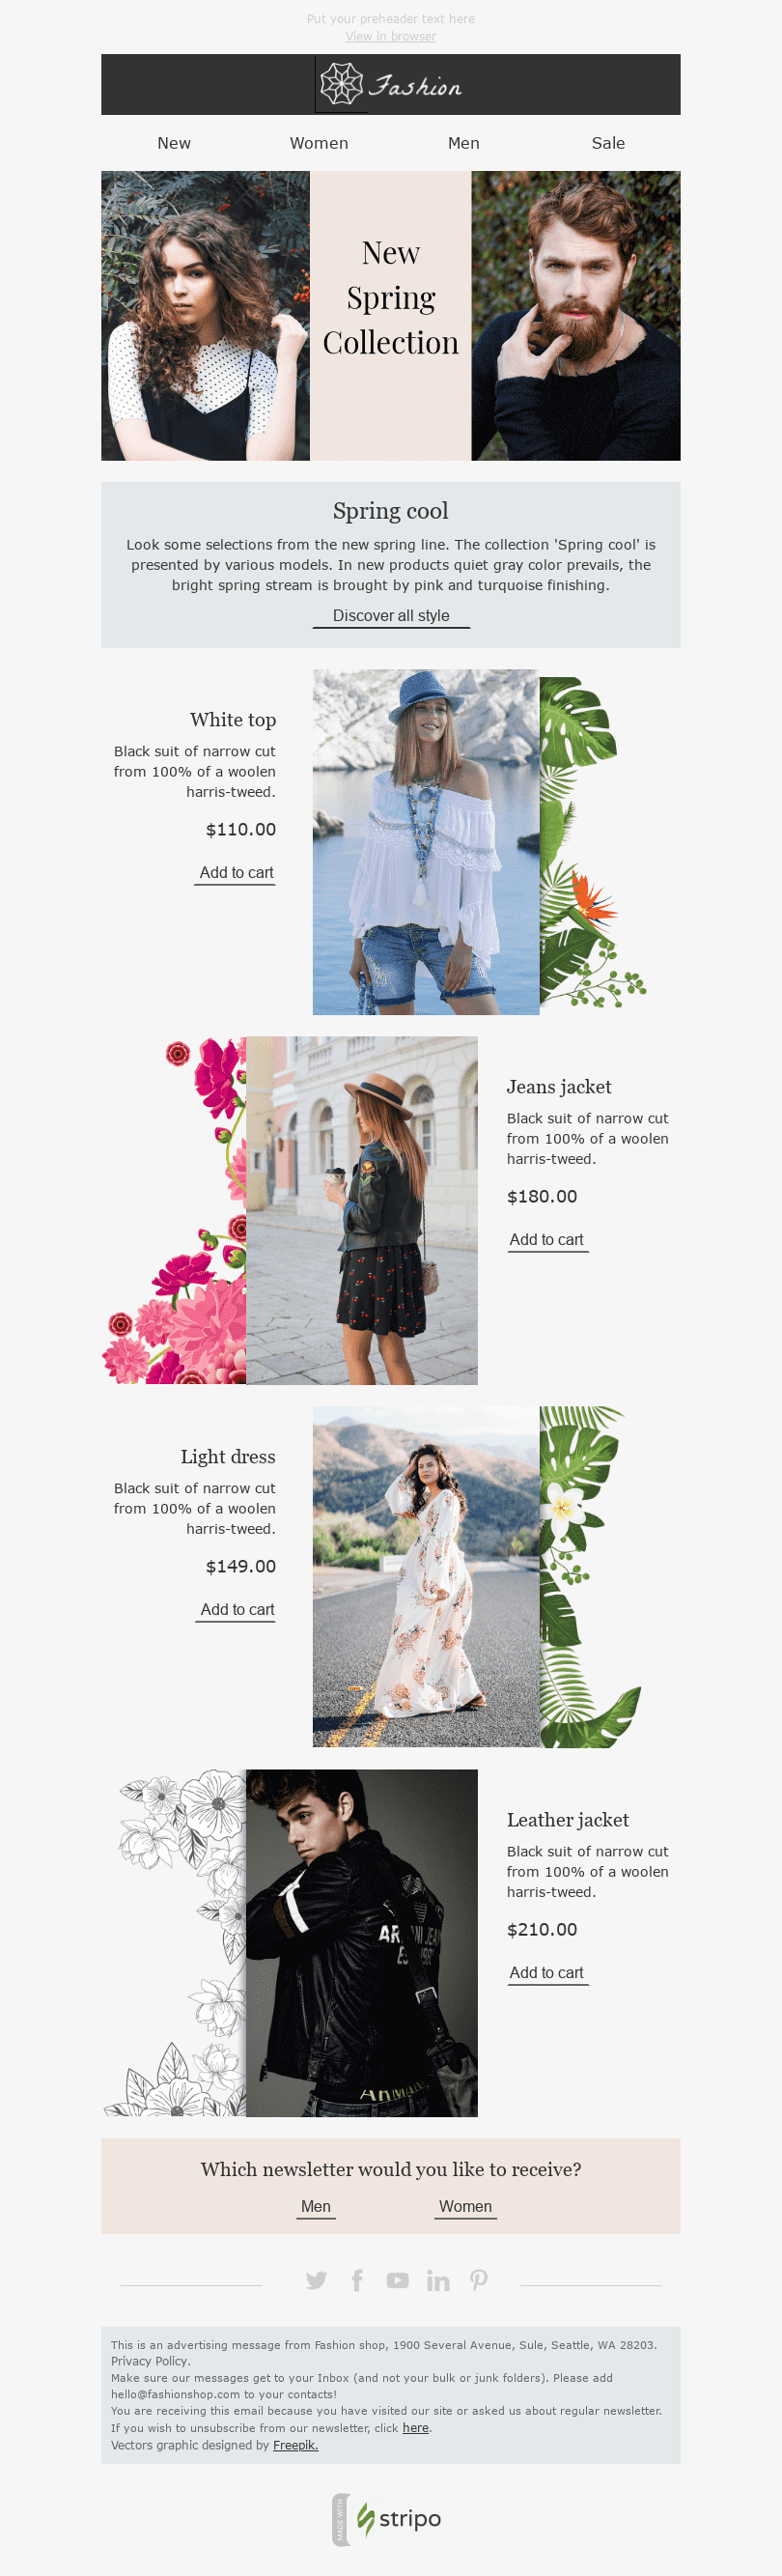 Put your preheader text here
View in browser
Fashion
New Women Men Sale
New
Spring
Collection
Spring cool
Look some selections from the new spring line. The collection 'Spring cool' is
presented by various models. In new products quiet gray color prevails, the
bright spring stream is brought by pink and turquoise finishing.
Discover all style
White top
Black suit of narrow cut
from 100% of a woolen
harris-tweed.
$110.00
Add to cart
Jeans jacket
Black suit of narrow cut
from 100% of a woolen
harris-tweed.
$180.00
Add to cart
Light dress
Black suit of narrow cut
from 100% of a woolen
harris-tweed.
$149.00
Add to cart
Leather jacket
Black suit of narrow cut
from 100% of a woolen
harris-tweed.
$210.00
Add to cart
Which newsletter would you like to receive?
Men Women
This is an advertising message from Fashion shop, 1900 Several Avenue, Sule, Seattle, WA 28203.
Privacy Policy.
Make sure our messages get to your Inbox (and not your bulk or junk folders). Please add
hello@fashionshop.com to your contacts!
You are receiving this email because you have visited our site or asked us about regular newsletter.
If you wish to unsubscribe from our newsletter, click here.
Vectors graphic designed by Freepik.
MADE WITH
stripo